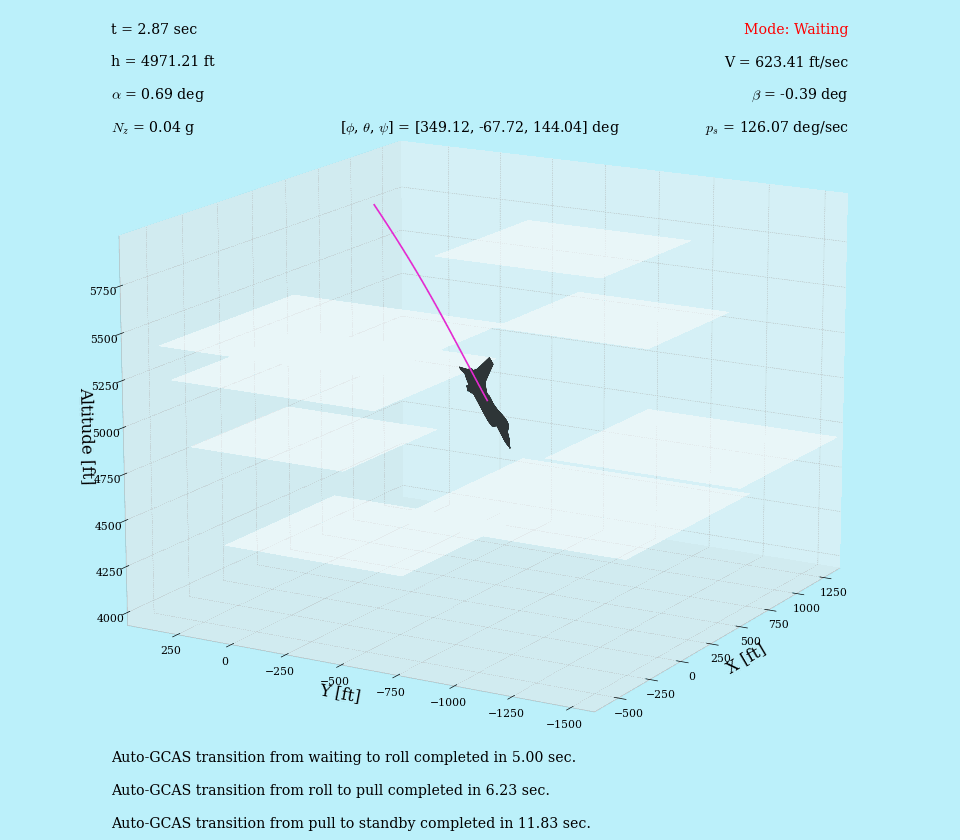 t = 2.87 sec
Mode: Waiting
h = 4971.21 ft
V = 623.41 ft/sec
α = 0.69 deg
β = -0.39 deg
N_z = 0.04 g
[ϕ, θ, ψ] = [349.12, -67.72, 144.04] deg
p_s = 126.07 deg/sec
5750
5500
5250
5000
4750
4500
4250
4000
Altitude [ft]
250
0
−250
−500
−750
−1000
−1250
−1500
Y [ft]
−500
−250
0
250
500
750
1000
1250
X [ft]
Auto-GCAS transition from waiting to roll completed in 5.00 sec.
Auto-GCAS transition from roll to pull completed in 6.23 sec.
Auto-GCAS transition from pull to standby completed in 11.83 sec.